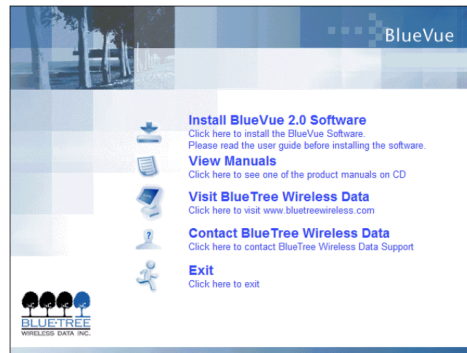 BlueVue
Install BlueVue 2.0 Software
Click here to install the BlueVue Software.
Please read the user guide before installing the software.
View Manuals
Click here to see one of the product manuals on CD
Visit BlueTree Wireless Data
Click here to visit www.bluetreewireless.com
Contact BlueTree Wireless Data
Click here to contact BlueTree Wireless Data Support
Exit
Click here to exit
BLUE·TREE
WIRELESS DATA INC.